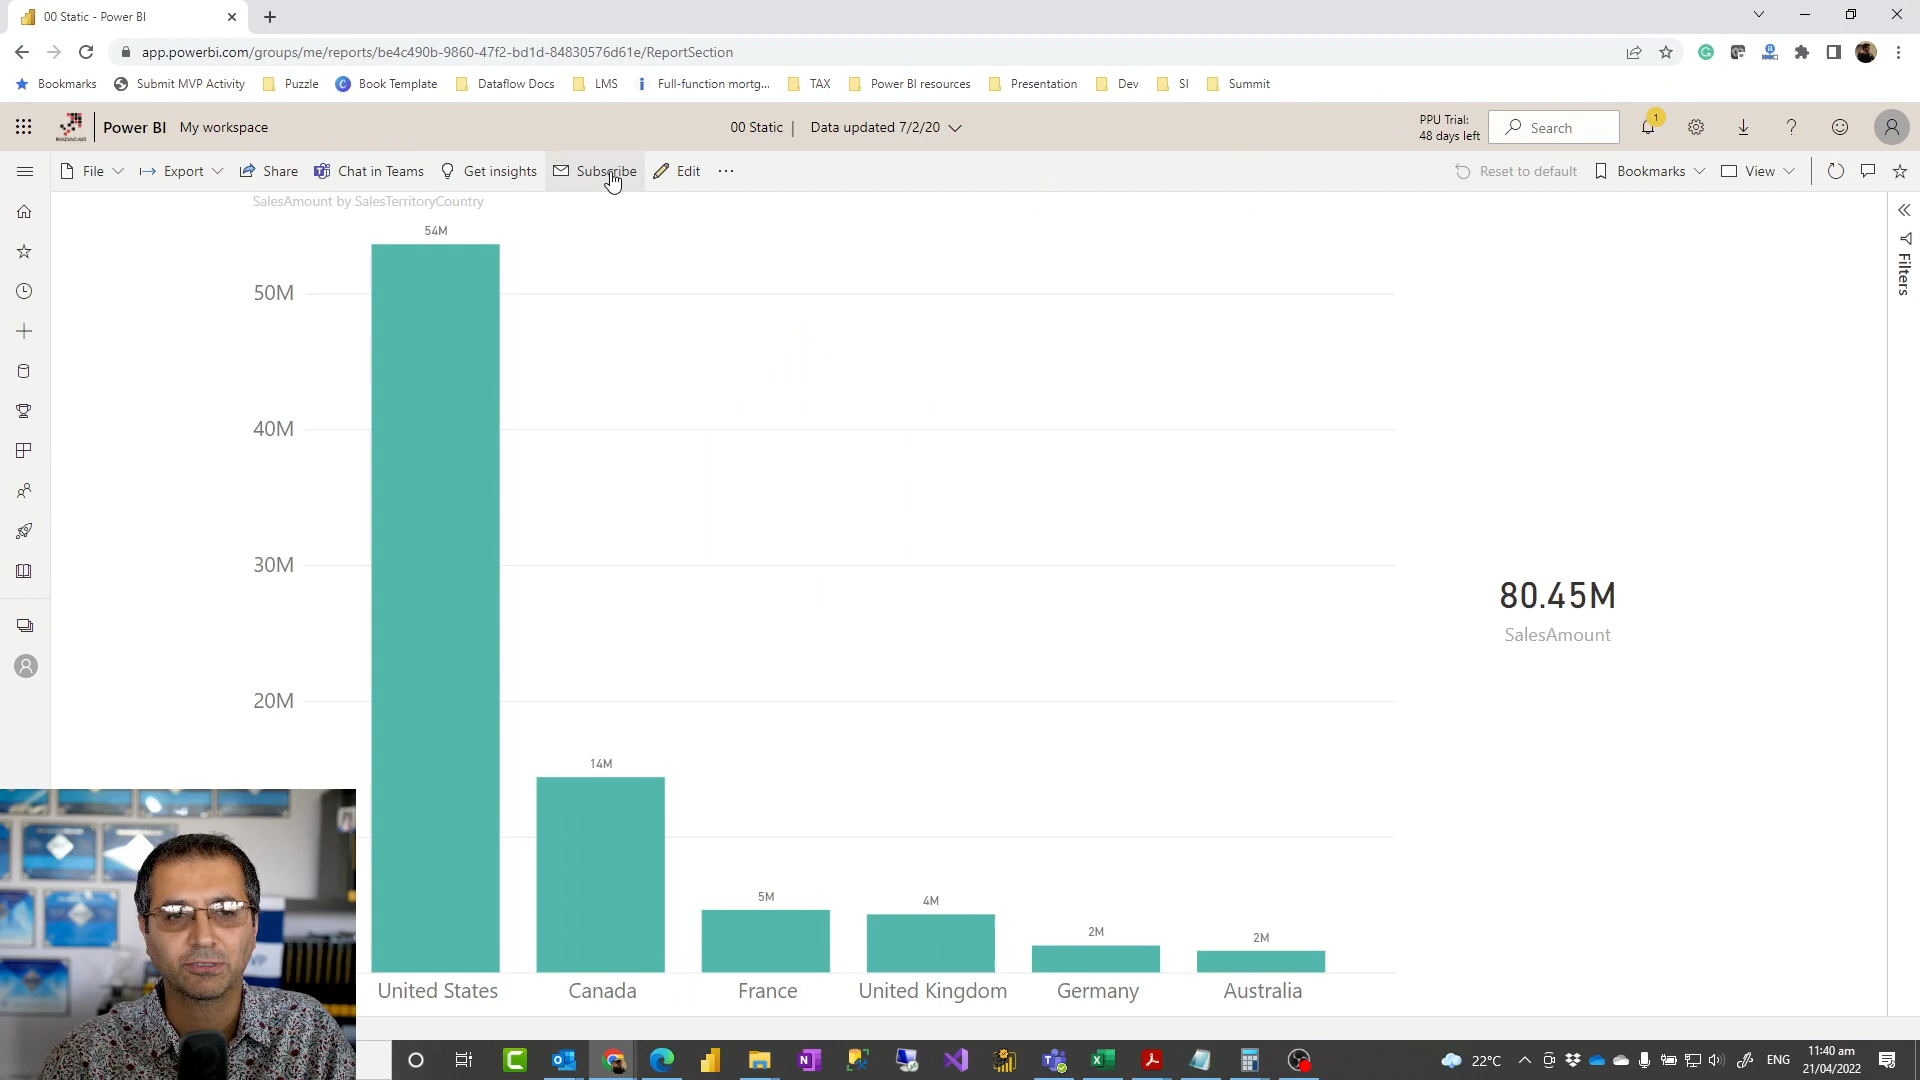 00 Static - Power BI
app.powerbi.com/groups/me/reports/be4c490b-9860-47f2-bd1d-84830576d61e/ReportSection
Bookmarks Submit MVP Activity Puzzle Book Template Dataflow Docs LMS Full-function mortg... TAX Power BI resources Presentation Dev SI Summit
RADACAD Power BI My workspace 00 Static | Data updated 7/2/20 PPU Trial: 48 days left Search 1
File Export Share Chat in Teams Get insights Subscribe Edit ... Reset to default Bookmarks View
SalesAmount by SalesTerritoryCountry
Filters
54M
50M
40M
30M
80.45M
SalesAmount
20M
14M
5M
4M
2M
2M
United States Canada France United Kingdom Germany Australia
22°C ENG 11:40 am
21/04/2022